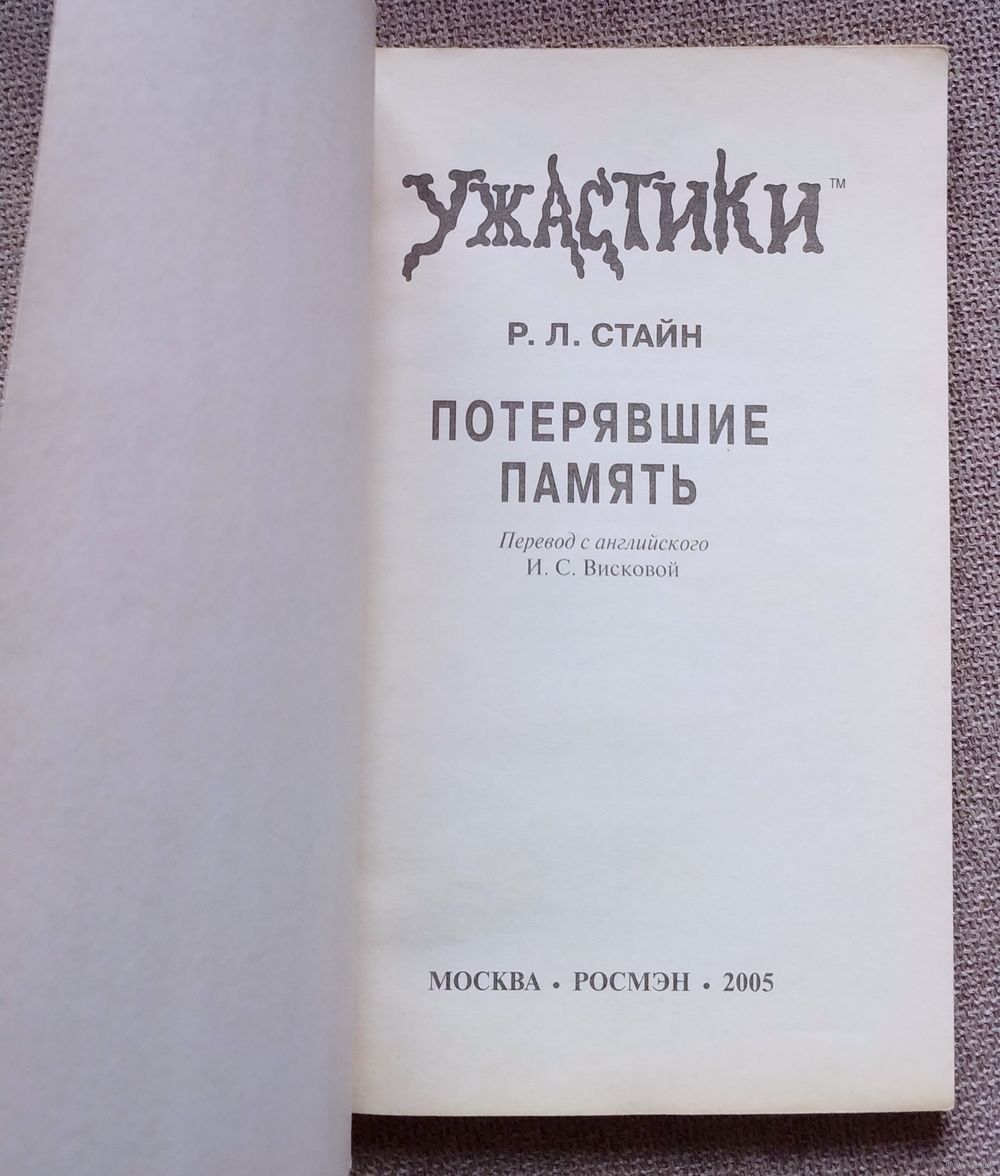 УЖАСТИКИ™
Р. Л. СТАЙН
ПОТЕРЯВШИЕ
ПАМЯТЬ
Перевод с английского
И. С. Висковой
МОСКВА • РОСМЭН • 2005